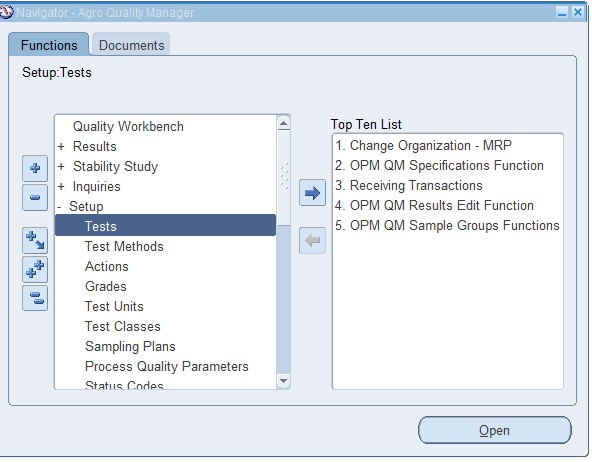 Navigator - Agro Quality Manager
Functions
Documents
Setup:Tests
Quality Workbench
+ Results
+ Stability Study
+ Inquiries
- Setup
Tests
Test Methods
Actions
Grades
Test Units
Test Classes
Sampling Plans
Process Quality Parameters
Status Codes
Top Ten List
1. Change Organization - MRP
2. OPM QM Specifications Function
3. Receiving Transactions
4. OPM QM Results Edit Function
5. OPM QM Sample Groups Functions
Open